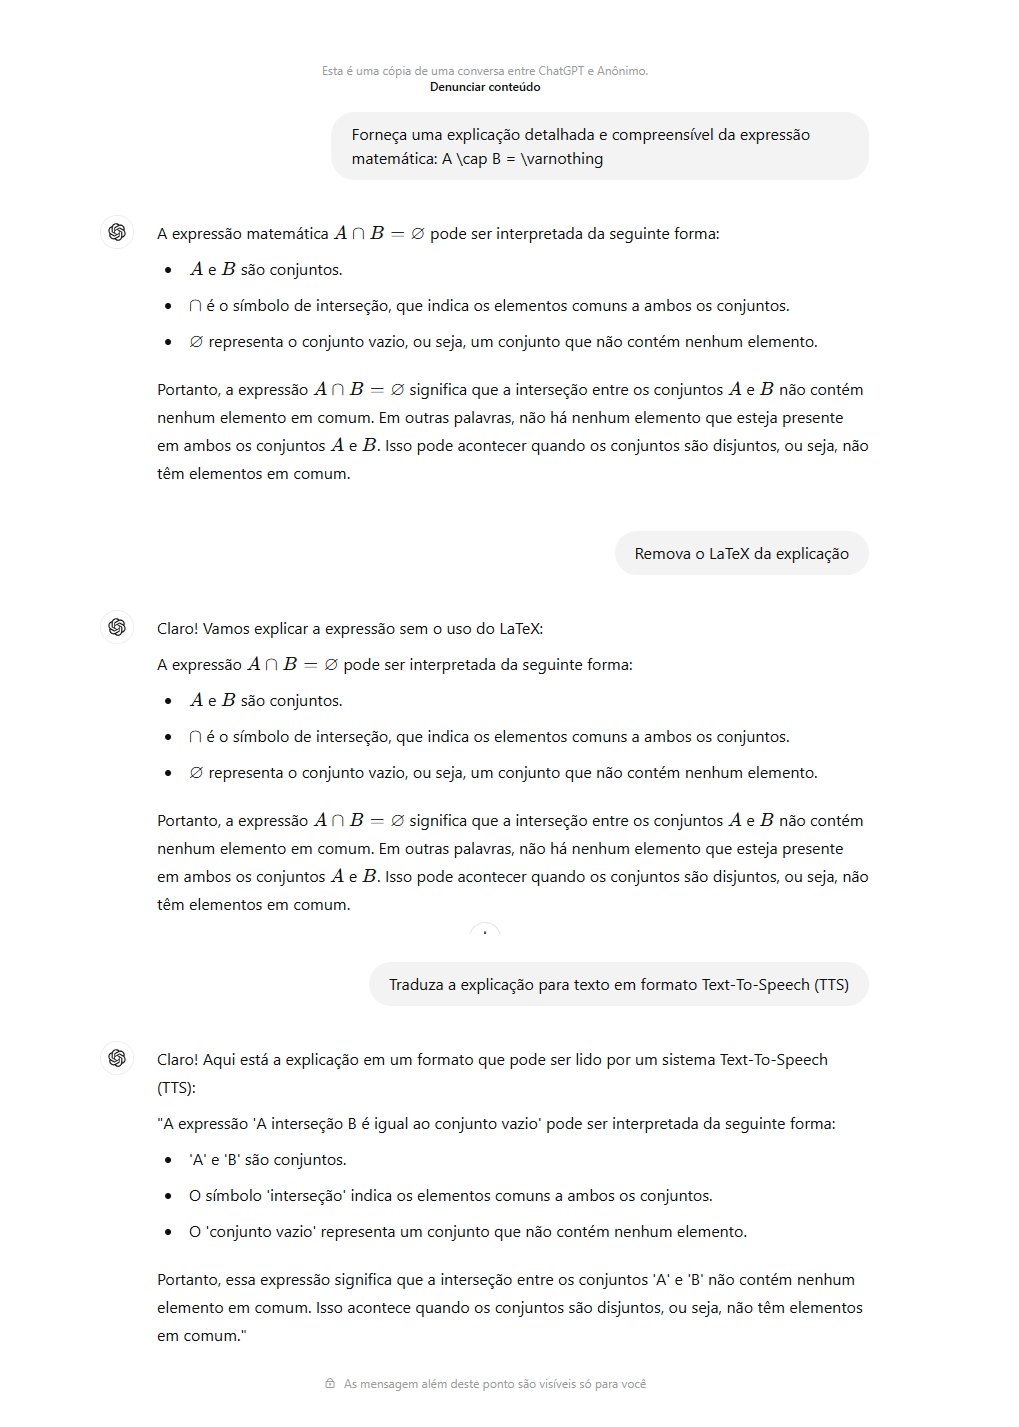 Esta é uma cópia de uma conversa entre ChatGPT e Anônimo.
Denunciar conteúdo
Forneça uma explicação detalhada e compreensível da expressão
matemática: A \cap B = \varnothing
A expressão matemática A ∩ B = ∅ pode ser interpretada da seguinte forma:
• A e B são conjuntos.
• ∩ é o símbolo de interseção, que indica os elementos comuns a ambos os conjuntos.
• ∅ representa o conjunto vazio, ou seja, um conjunto que não contém nenhum elemento.
Portanto, a expressão A ∩ B = ∅ significa que a interseção entre os conjuntos A e B não contém
nenhum elemento em comum. Em outras palavras, não há nenhum elemento que esteja presente
em ambos os conjuntos A e B. Isso pode acontecer quando os conjuntos são disjuntos, ou seja, não
têm elementos em comum.
Remova o LaTeX da explicação
Claro! Vamos explicar a expressão sem o uso do LaTeX:
A expressão A ∩ B = ∅ pode ser interpretada da seguinte forma:
• A e B são conjuntos.
• ∩ é o símbolo de interseção, que indica os elementos comuns a ambos os conjuntos.
• ∅ representa o conjunto vazio, ou seja, um conjunto que não contém nenhum elemento.
Portanto, a expressão A ∩ B = ∅ significa que a interseção entre os conjuntos A e B não contém
nenhum elemento em comum. Em outras palavras, não há nenhum elemento que esteja presente
em ambos os conjuntos A e B. Isso pode acontecer quando os conjuntos são disjuntos, ou seja, não
têm elementos em comum.
Traduza a explicação para texto em formato Text-To-Speech (TTS)
Claro! Aqui está a explicação em um formato que pode ser lido por um sistema Text-To-Speech
(TTS):
"A expressão 'A interseção B é igual ao conjunto vazio' pode ser interpretada da seguinte forma:
• 'A' e 'B' são conjuntos.
• O símbolo 'interseção' indica os elementos comuns a ambos os conjuntos.
• O 'conjunto vazio' representa um conjunto que não contém nenhum elemento.
Portanto, essa expressão significa que a interseção entre os conjuntos 'A' e 'B' não contém nenhum
elemento em comum. Isso acontece quando os conjuntos são disjuntos, ou seja, não têm elementos
em comum."
As mensagem além deste ponto são visíveis só para você